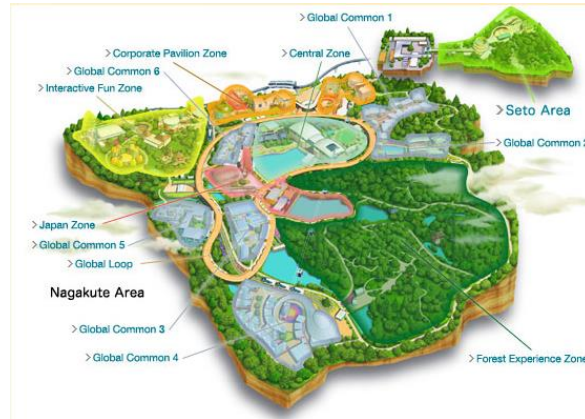 > Global Common 1
> Corporate Pavilion Zone
> Central Zone
> Global Common 6
> Interactive Fun Zone
> Seto Area
> Global Common 2
> Japan Zone
> Global Common 5
> Global Loop
Nagakute Area
> Global Common 3
> Global Common 4
> Forest Experience Zone